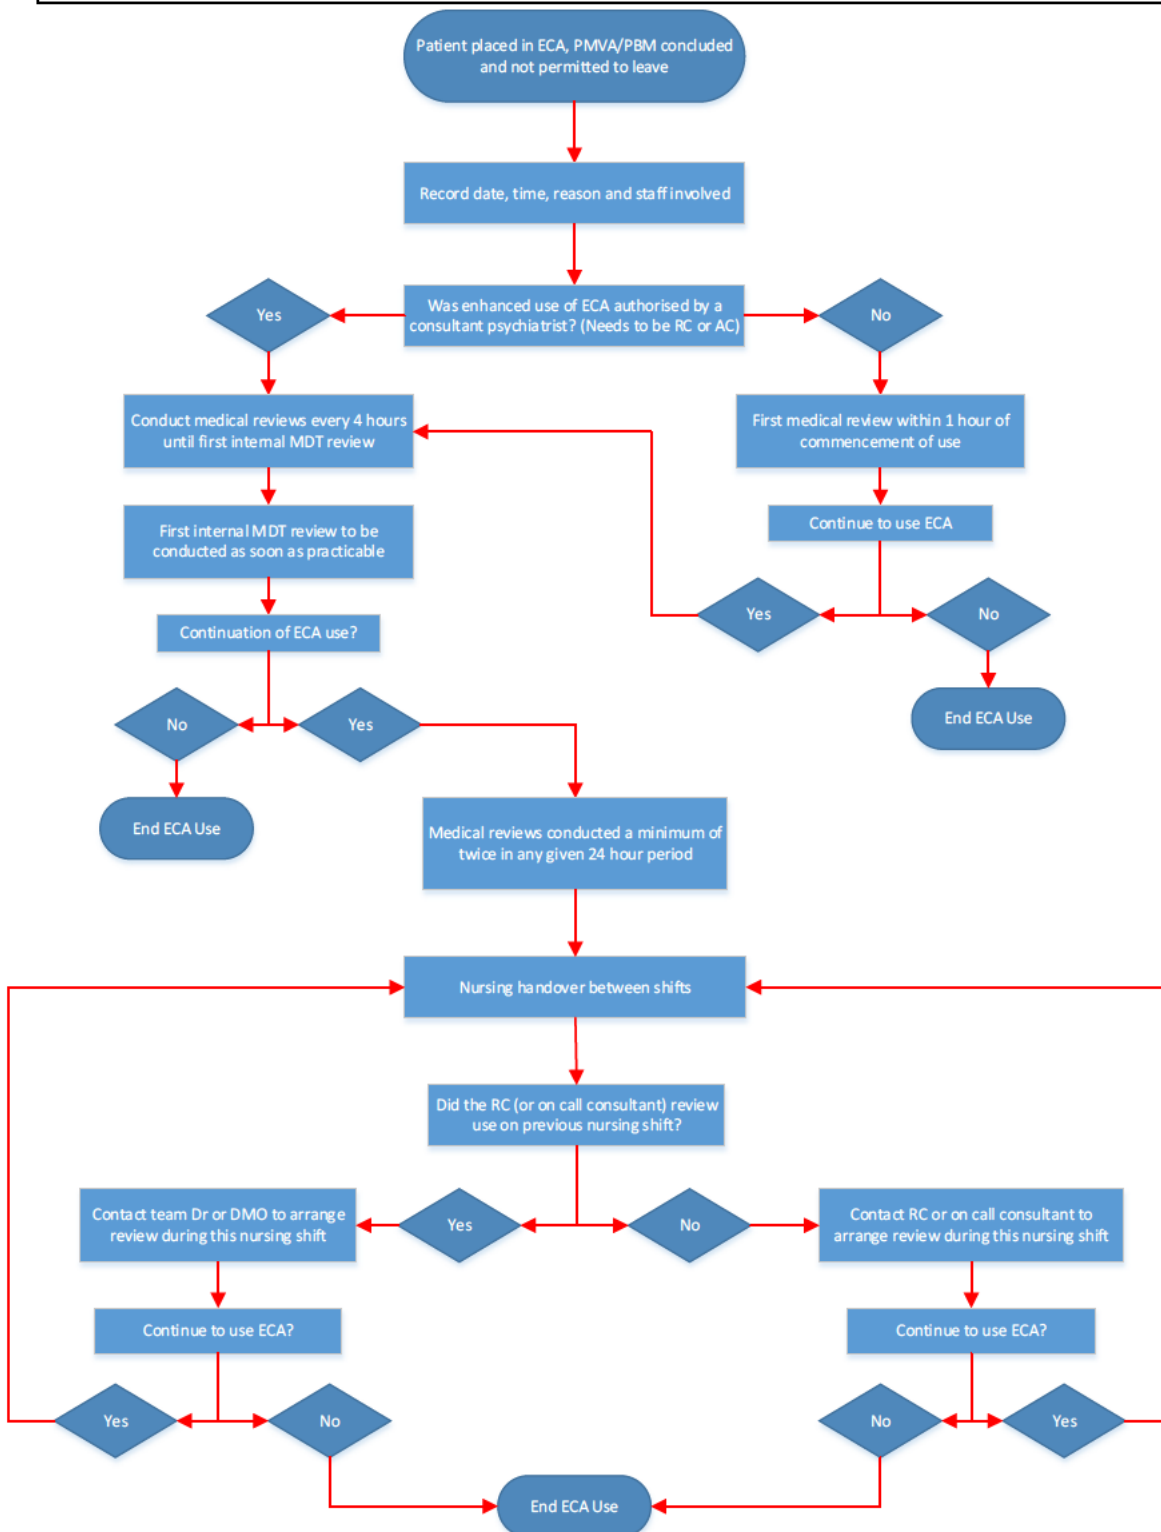 Patient placed in ECA, PMVA/PBM concluded
and not permitted to leave
Record date, time, reason and staff involved
Was enhanced use of ECA authorised by a
consultant psychiatrist? (Needs to be RC or AC)
Yes
No
Conduct medical reviews every 4 hours
until first internal MDT review
First medical review within 1 hour of
commencement of use
First internal MDT review to be
conducted as soon as practicable
Continue to use ECA
Yes
No
Continuation of ECA use?
No
Yes
End ECA Use
End ECA Use
Medical reviews conducted a minimum of
twice in any given 24 hour period
Nursing handover between shifts
Did the RC (or on call consultant) review
use on previous nursing shift?
Yes
No
Contact team Dr or DMO to arrange
review during this nursing shift
Contact RC or on call consultant to
arrange review during this nursing shift
Continue to use ECA?
Continue to use ECA?
Yes
No
No
Yes
End ECA Use